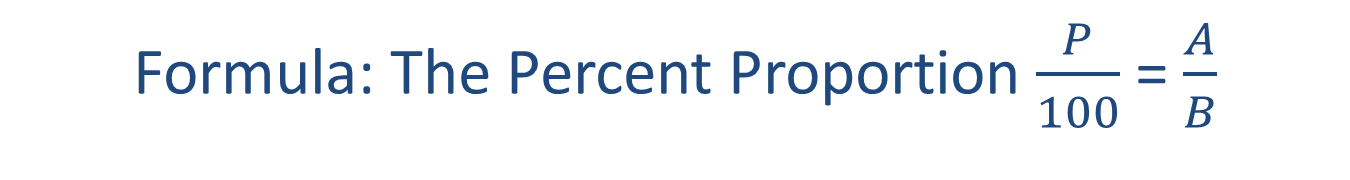 Formula: The Percent Proportion P/100 = A/B